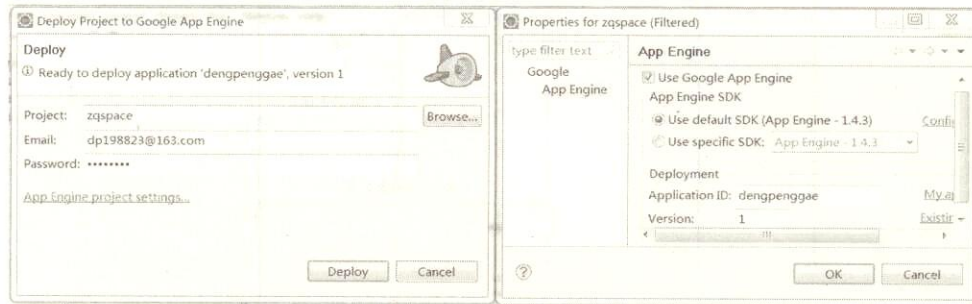 Deploy Project to Google App Engine
Deploy
Ready to deploy application 'dengpenggae', version 1
Project: zqspace
Browse...
Email: dp198823@163.com
Password: ••••••••
App Engine project settings...
Deploy
Cancel
Properties for zqspace (Filtered)
type filter text
Google
App Engine
App Engine
Use Google App Engine
App Engine SDK
Use default SDK (App Engine - 1.4.3)
Confi
Use specific SDK: App Engine - 1.4.3
Deployment
Application ID: dengpenggae
My a
Version: 1
Existir
OK
Cancel